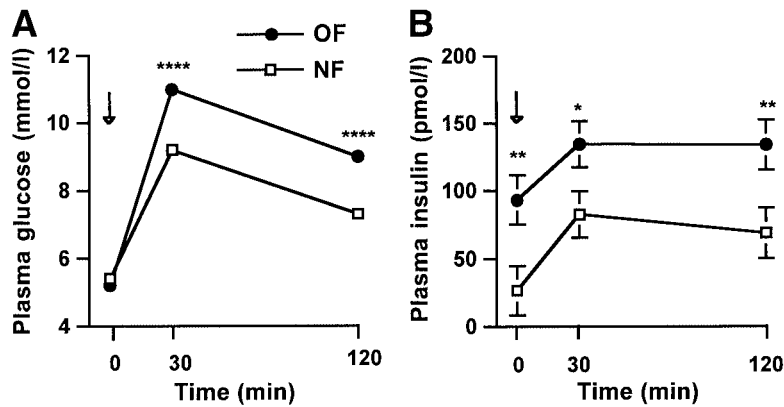 A
OF
NF
Plasma glucose (mmol/l)
12
10
8
6
4
****
****
0 30 120
Time (min)
B
Plasma insulin (pmol/l)
200
150
100
50
0
**
*
**
0 30 120
Time (min)